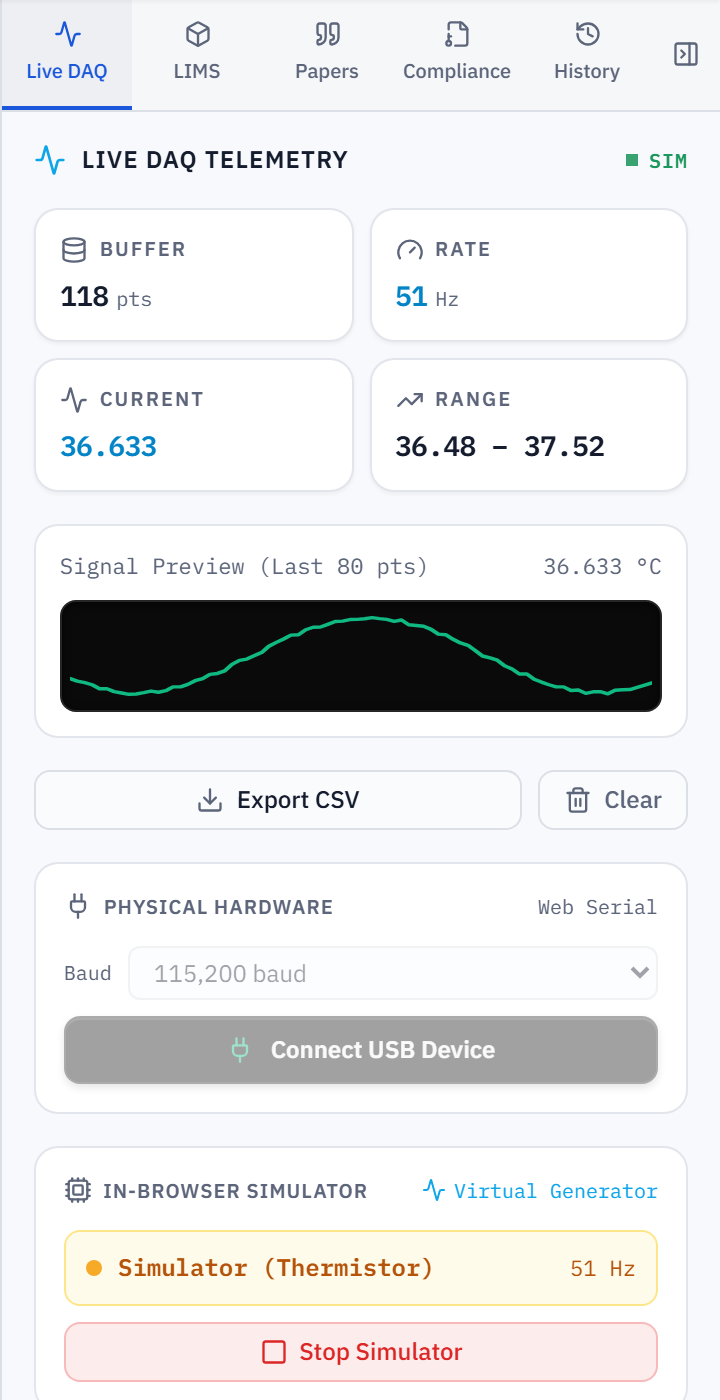 Live DAQ
LIMS
Papers
Compliance
History
LIVE DAQ TELEMETRY
SIM
BUFFER
118 pts
RATE
51 Hz
CURRENT
36.633
RANGE
36.48 – 37.52
Signal Preview (Last 80 pts)
36.633 °C
Export CSV
Clear
PHYSICAL HARDWARE
Web Serial
Baud
115,200 baud
Connect USB Device
IN-BROWSER SIMULATOR
Virtual Generator
Simulator (Thermistor)
51 Hz
Stop Simulator